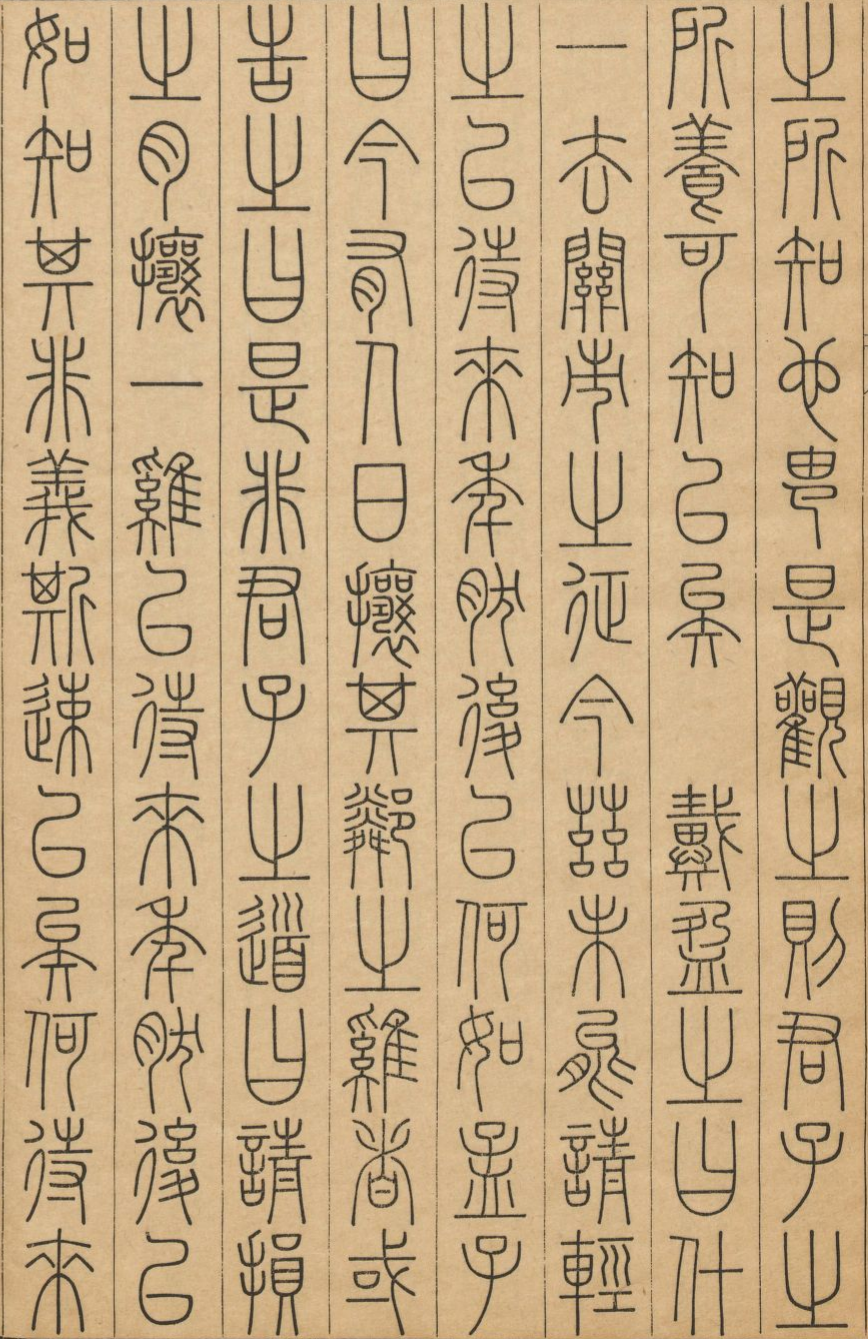 之所知也由是觀之則君子之
所養可知已矣　戴盈之曰什
一去關市之征今茲未能請輕
之以待來年然後已何如孟子
曰今有人日攘其鄰之雞者或
告之曰是非君子之道曰請損
之月攘一雞以待來年然後已
如知其非義斯速已矣何待來